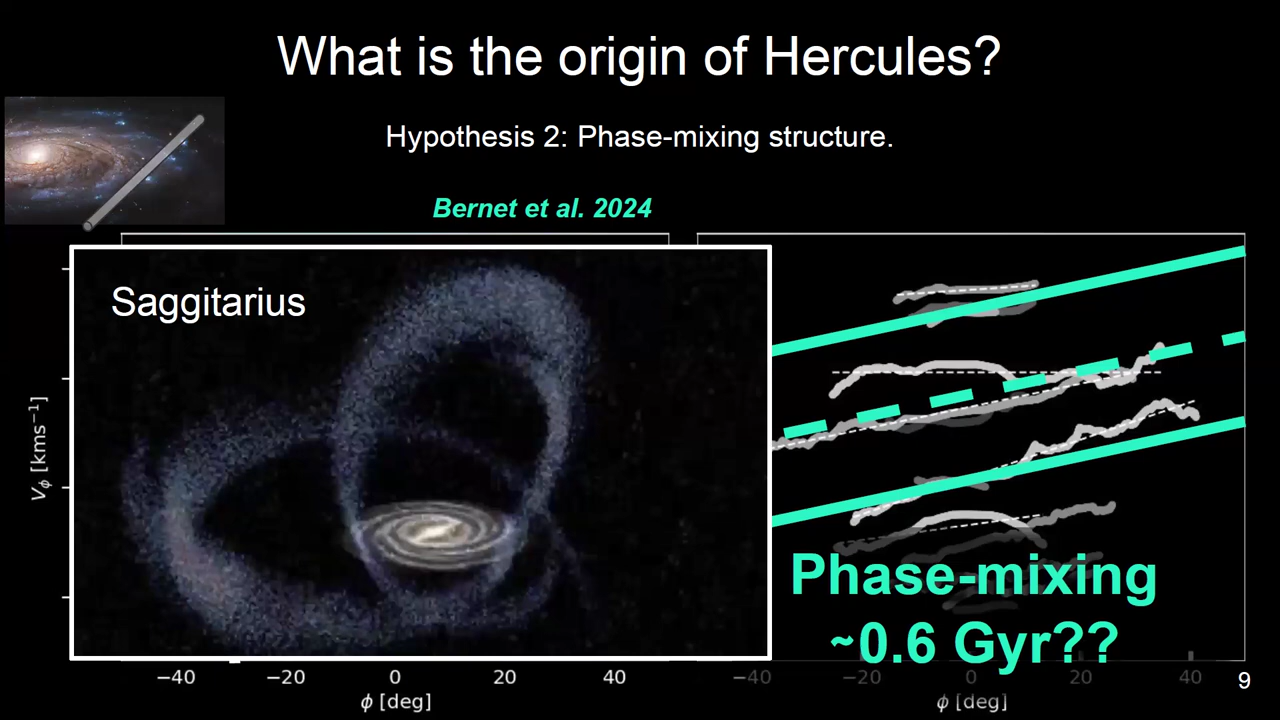 What is the origin of Hercules?
Hypothesis 2: Phase-mixing structure.
Bernet et al. 2024
Saggitarius
Vϕ [kms⁻¹]
Phase-mixing
~0.6 Gyr??
−40 −20 0 20 40
ϕ [deg]
−40 −20 0 20 40
ϕ [deg]
9